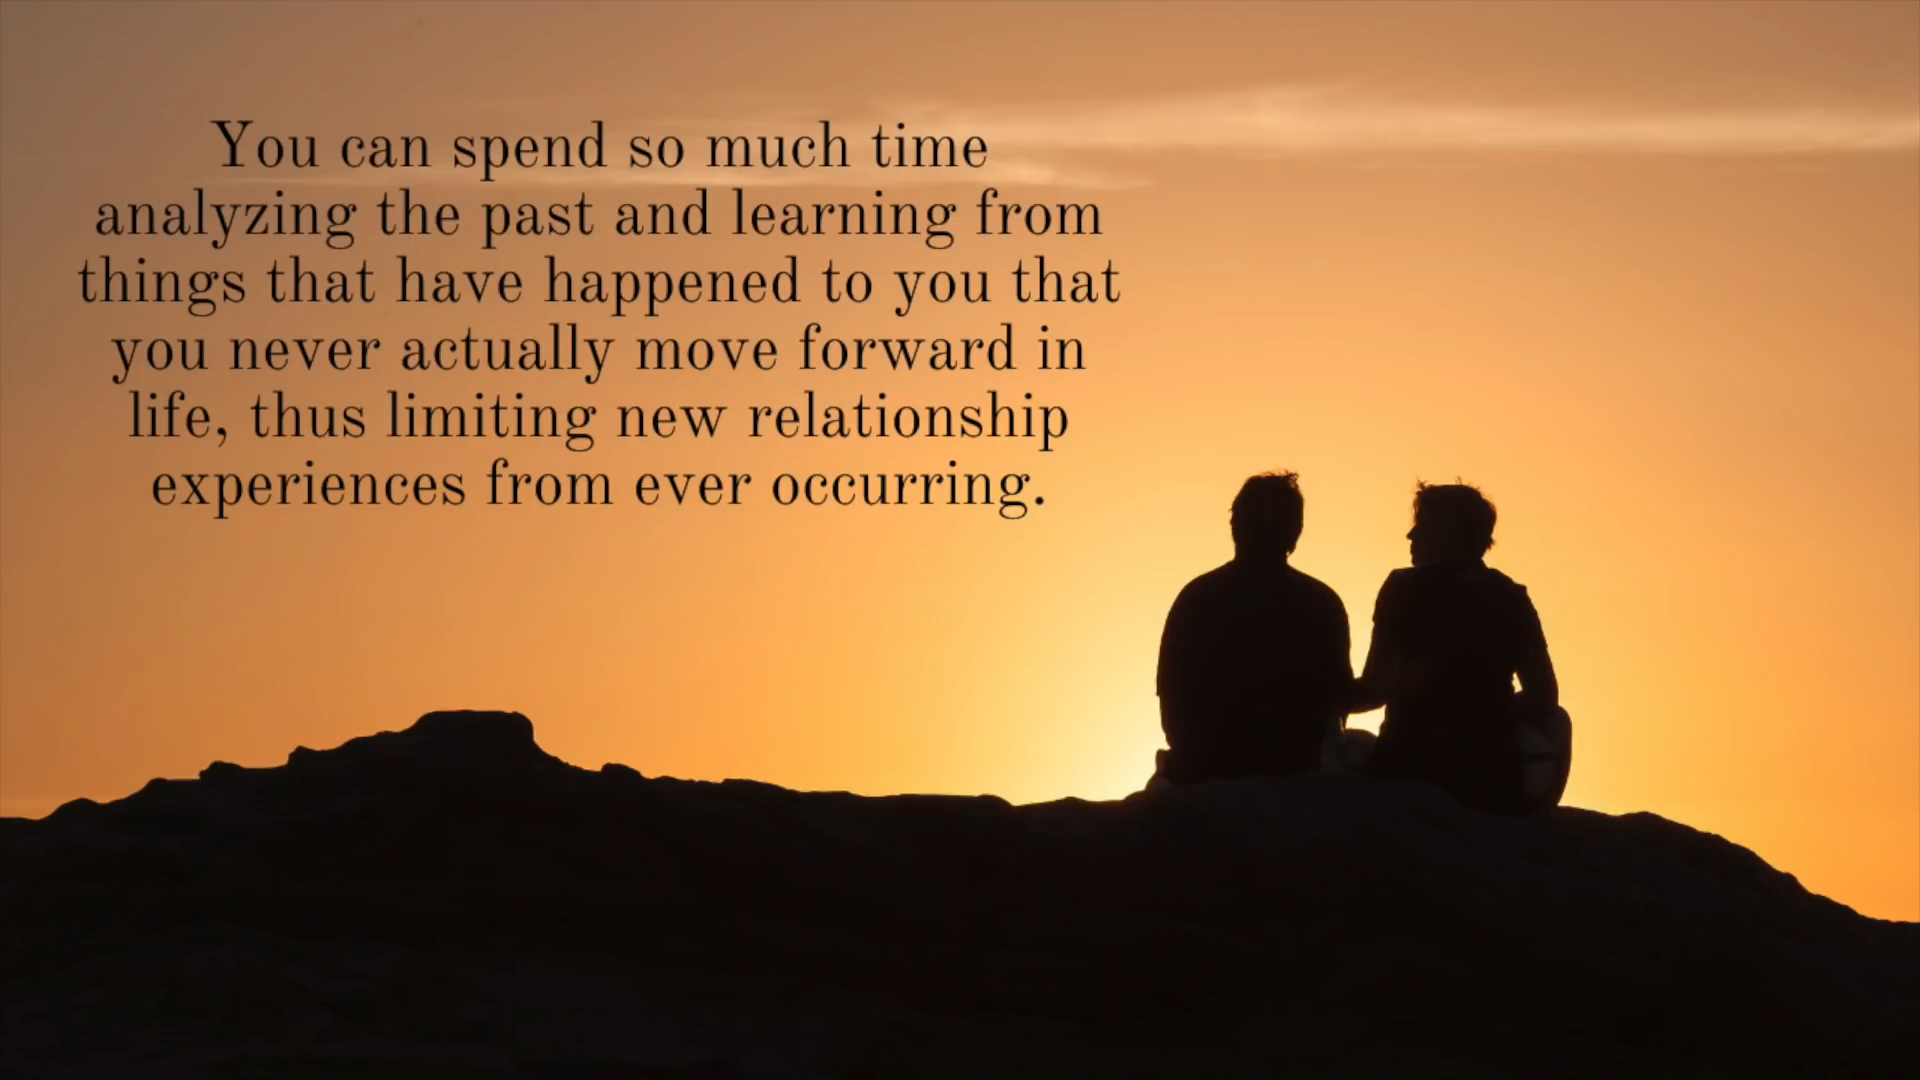 You can spend so much time
analyzing the past and learning from
things that have happened to you that
you never actually move forward in
life, thus limiting new relationship
experiences from ever occurring.